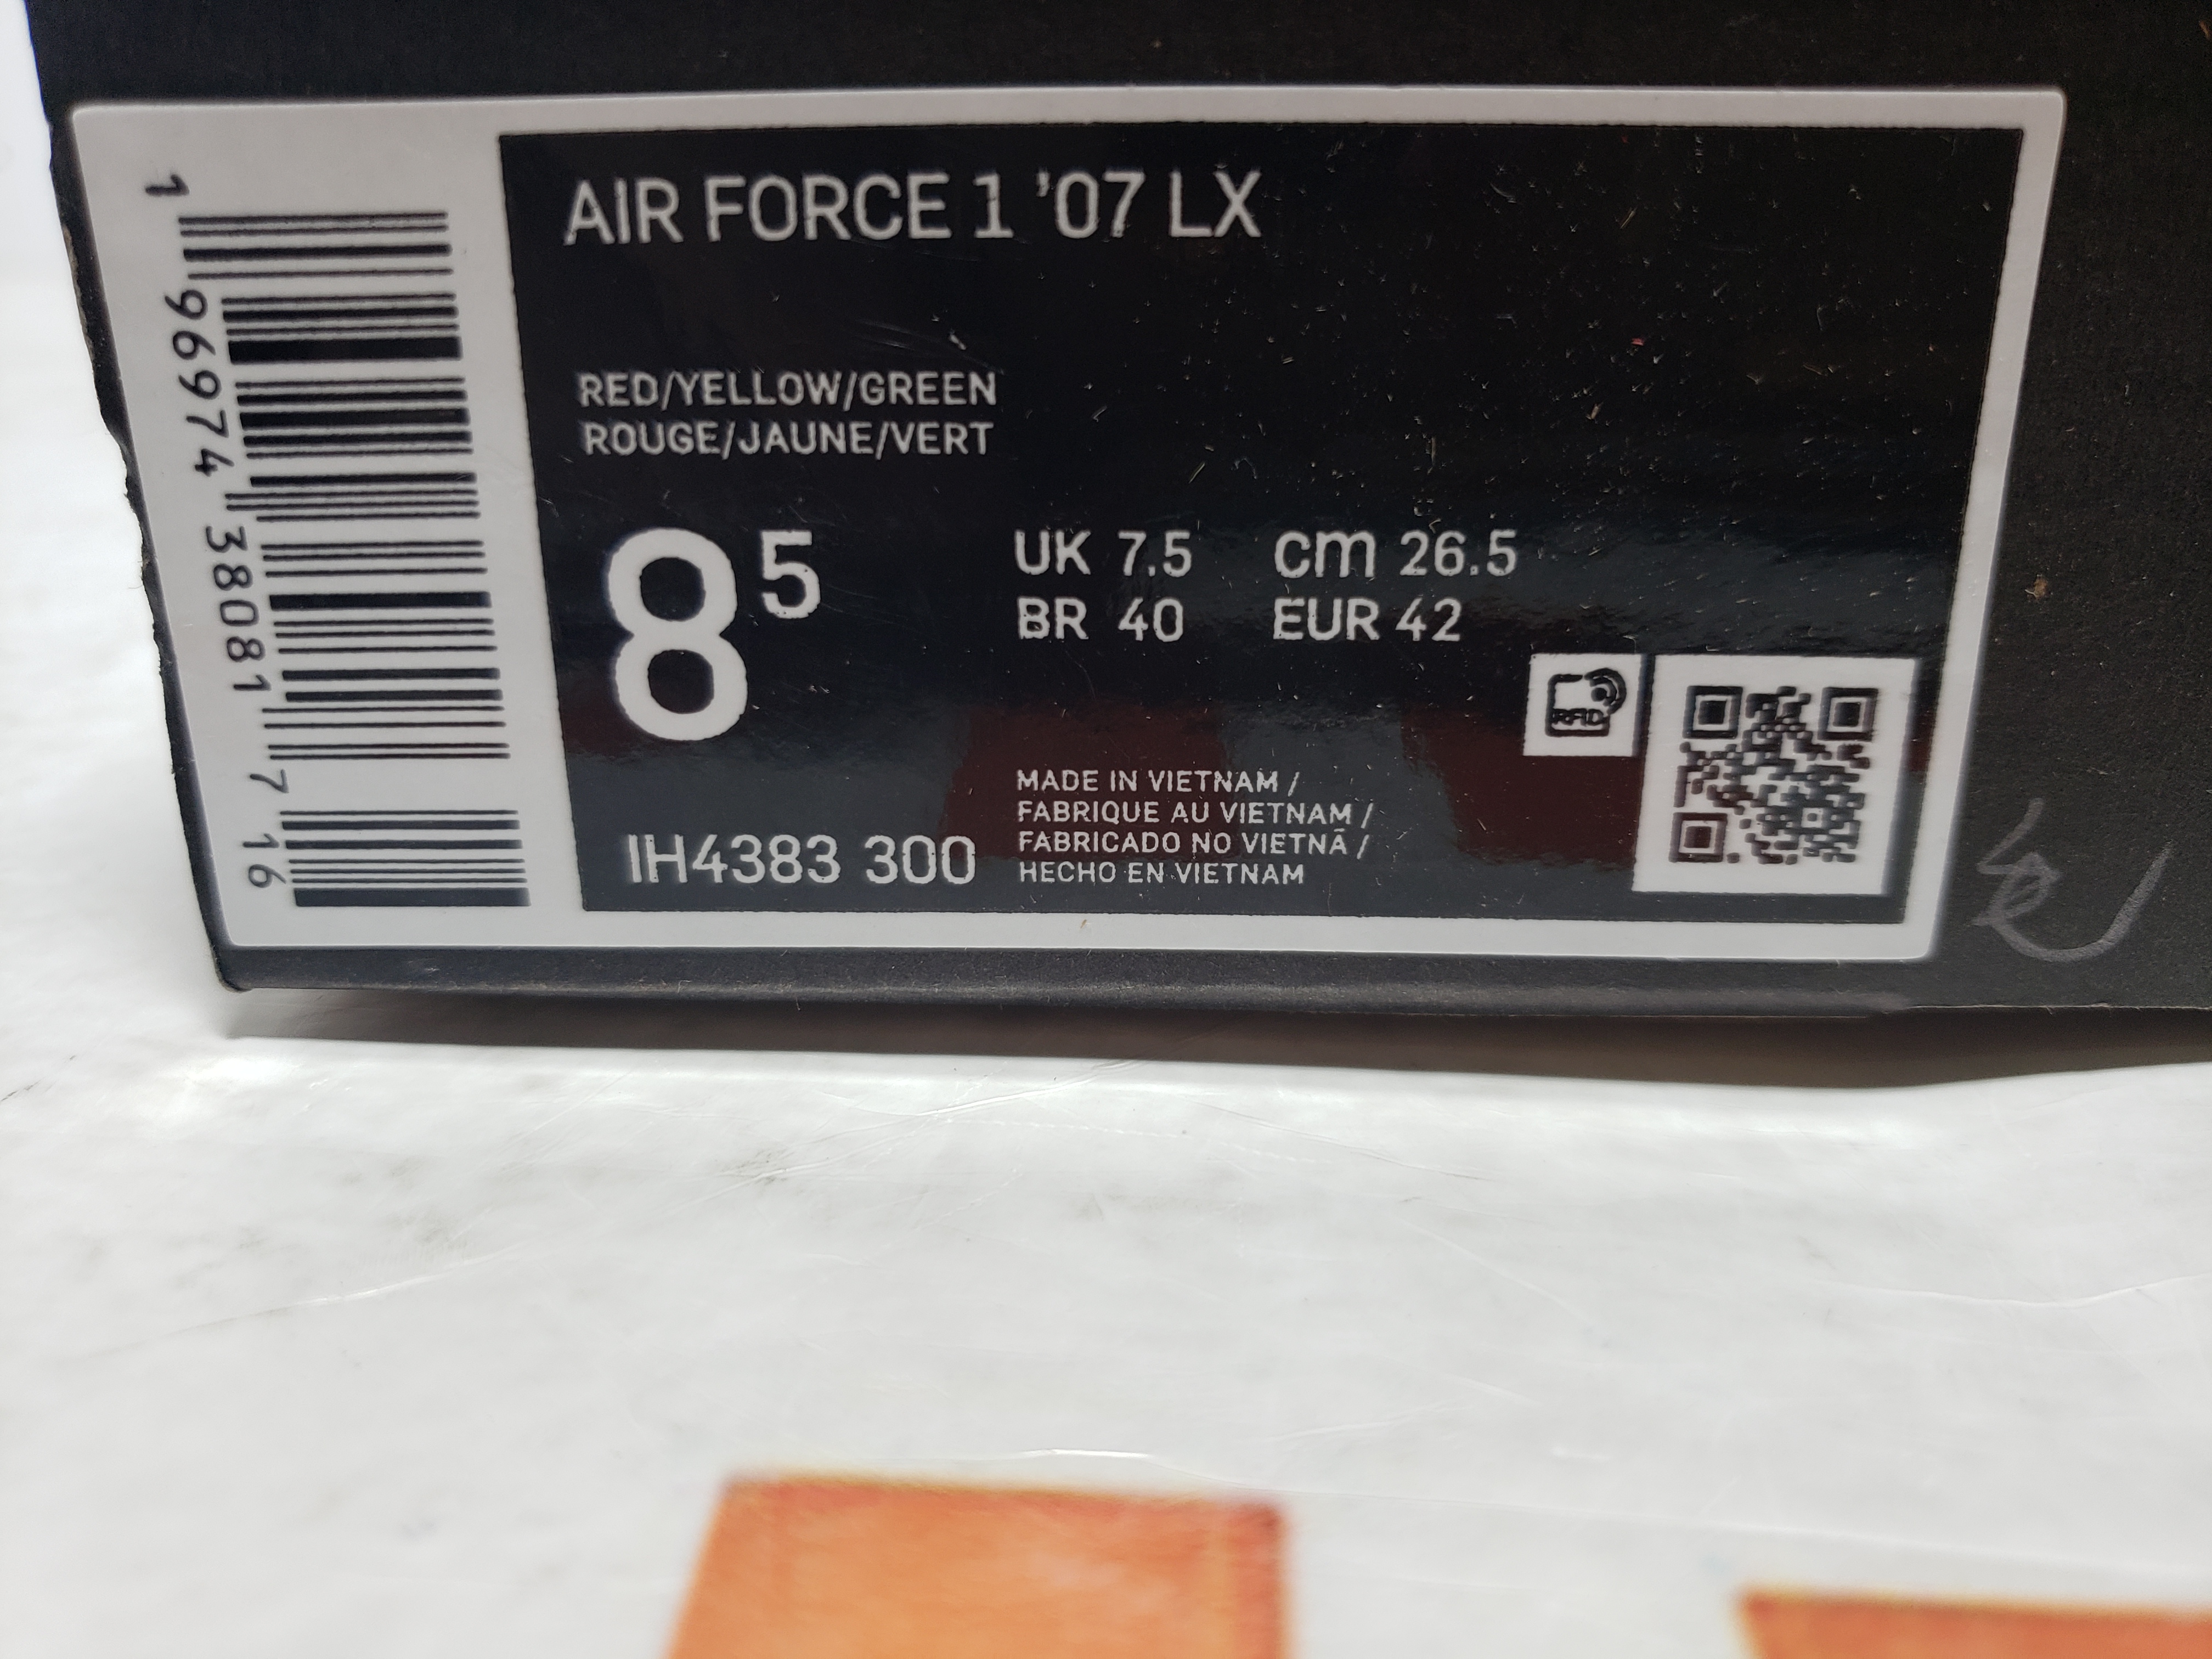 AIR FORCE 1 '07 LX
RED/YELLOW/GREEN
ROUGE/JAUNE/VERT
8 5
UK 7.5 cm 26.5
BR 40 EUR 42
RFID
MADE IN VIETNAM /
FABRIQUE AU VIETNAM /
FABRICADO NO VIETNÃ /
HECHO EN VIETNAM
IH4383 300
1 96974 38081 7 16